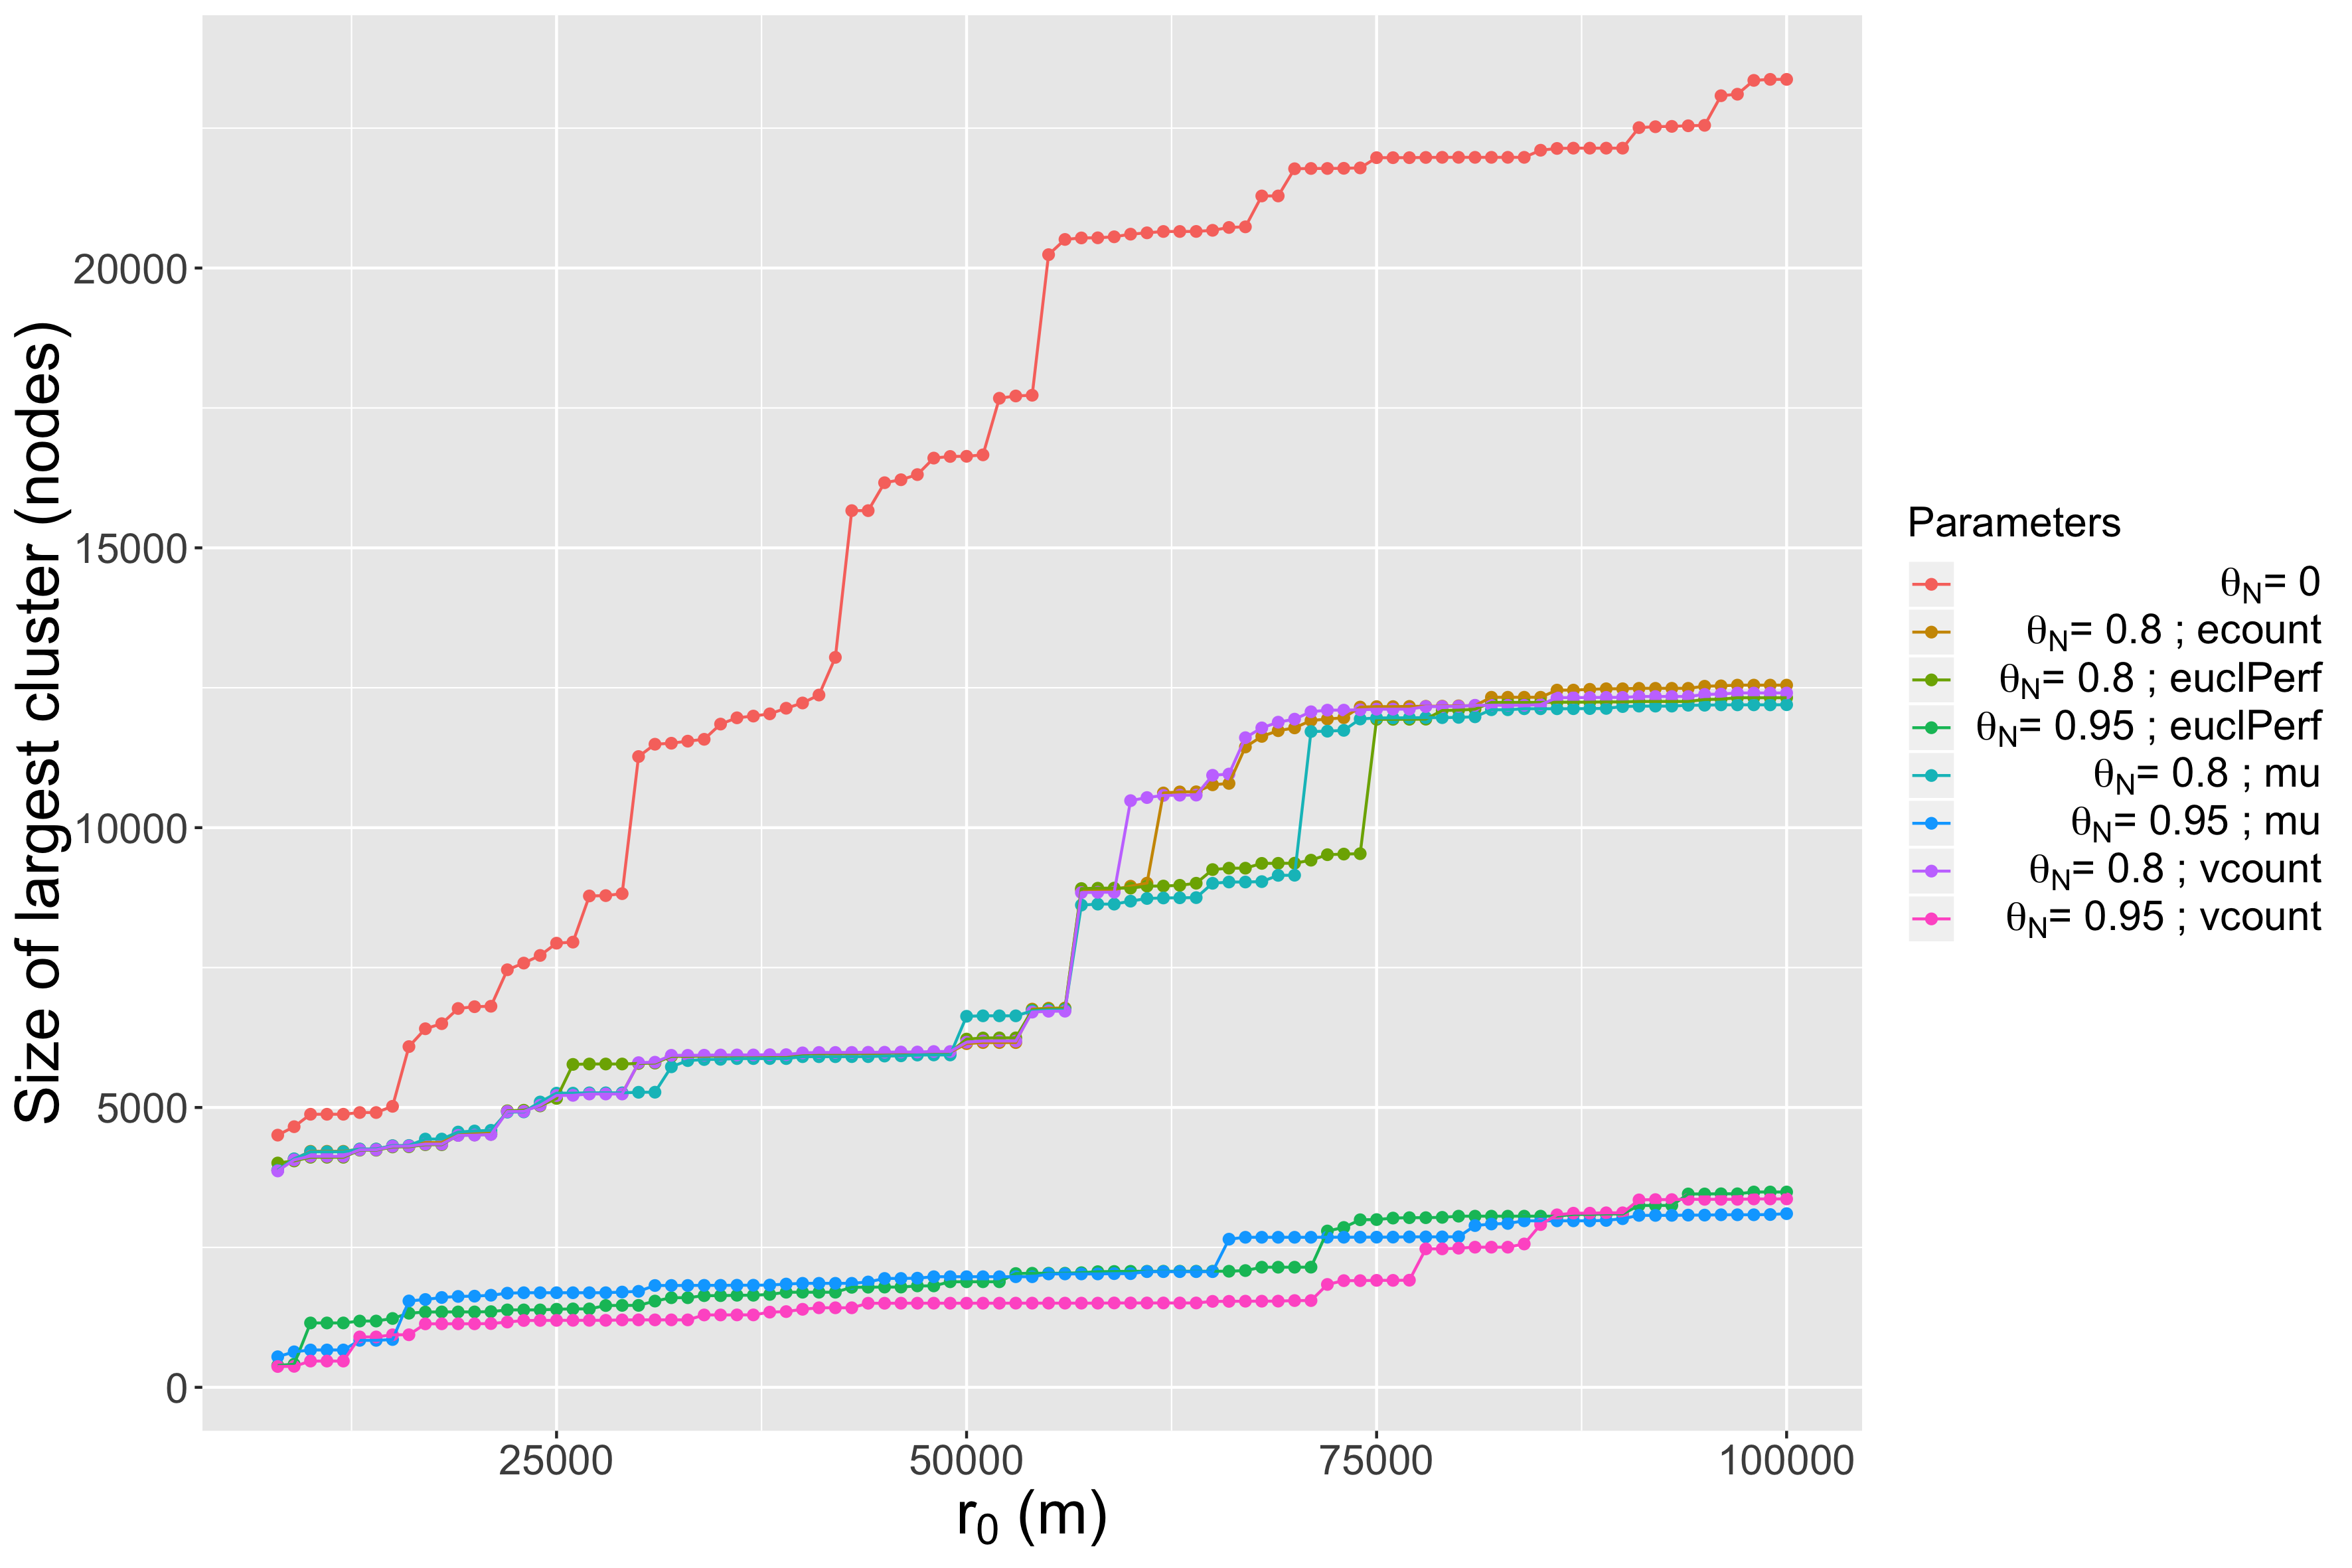 Size of largest cluster (nodes)
20000
15000
10000
5000
0
25000 50000 75000 100000
r₀ (m)
Parameters
θN= 0
θN= 0.8 ; ecount
θN= 0.8 ; euclPerf
θN= 0.95 ; euclPerf
θN= 0.8 ; mu
θN= 0.95 ; mu
θN= 0.8 ; vcount
θN= 0.95 ; vcount